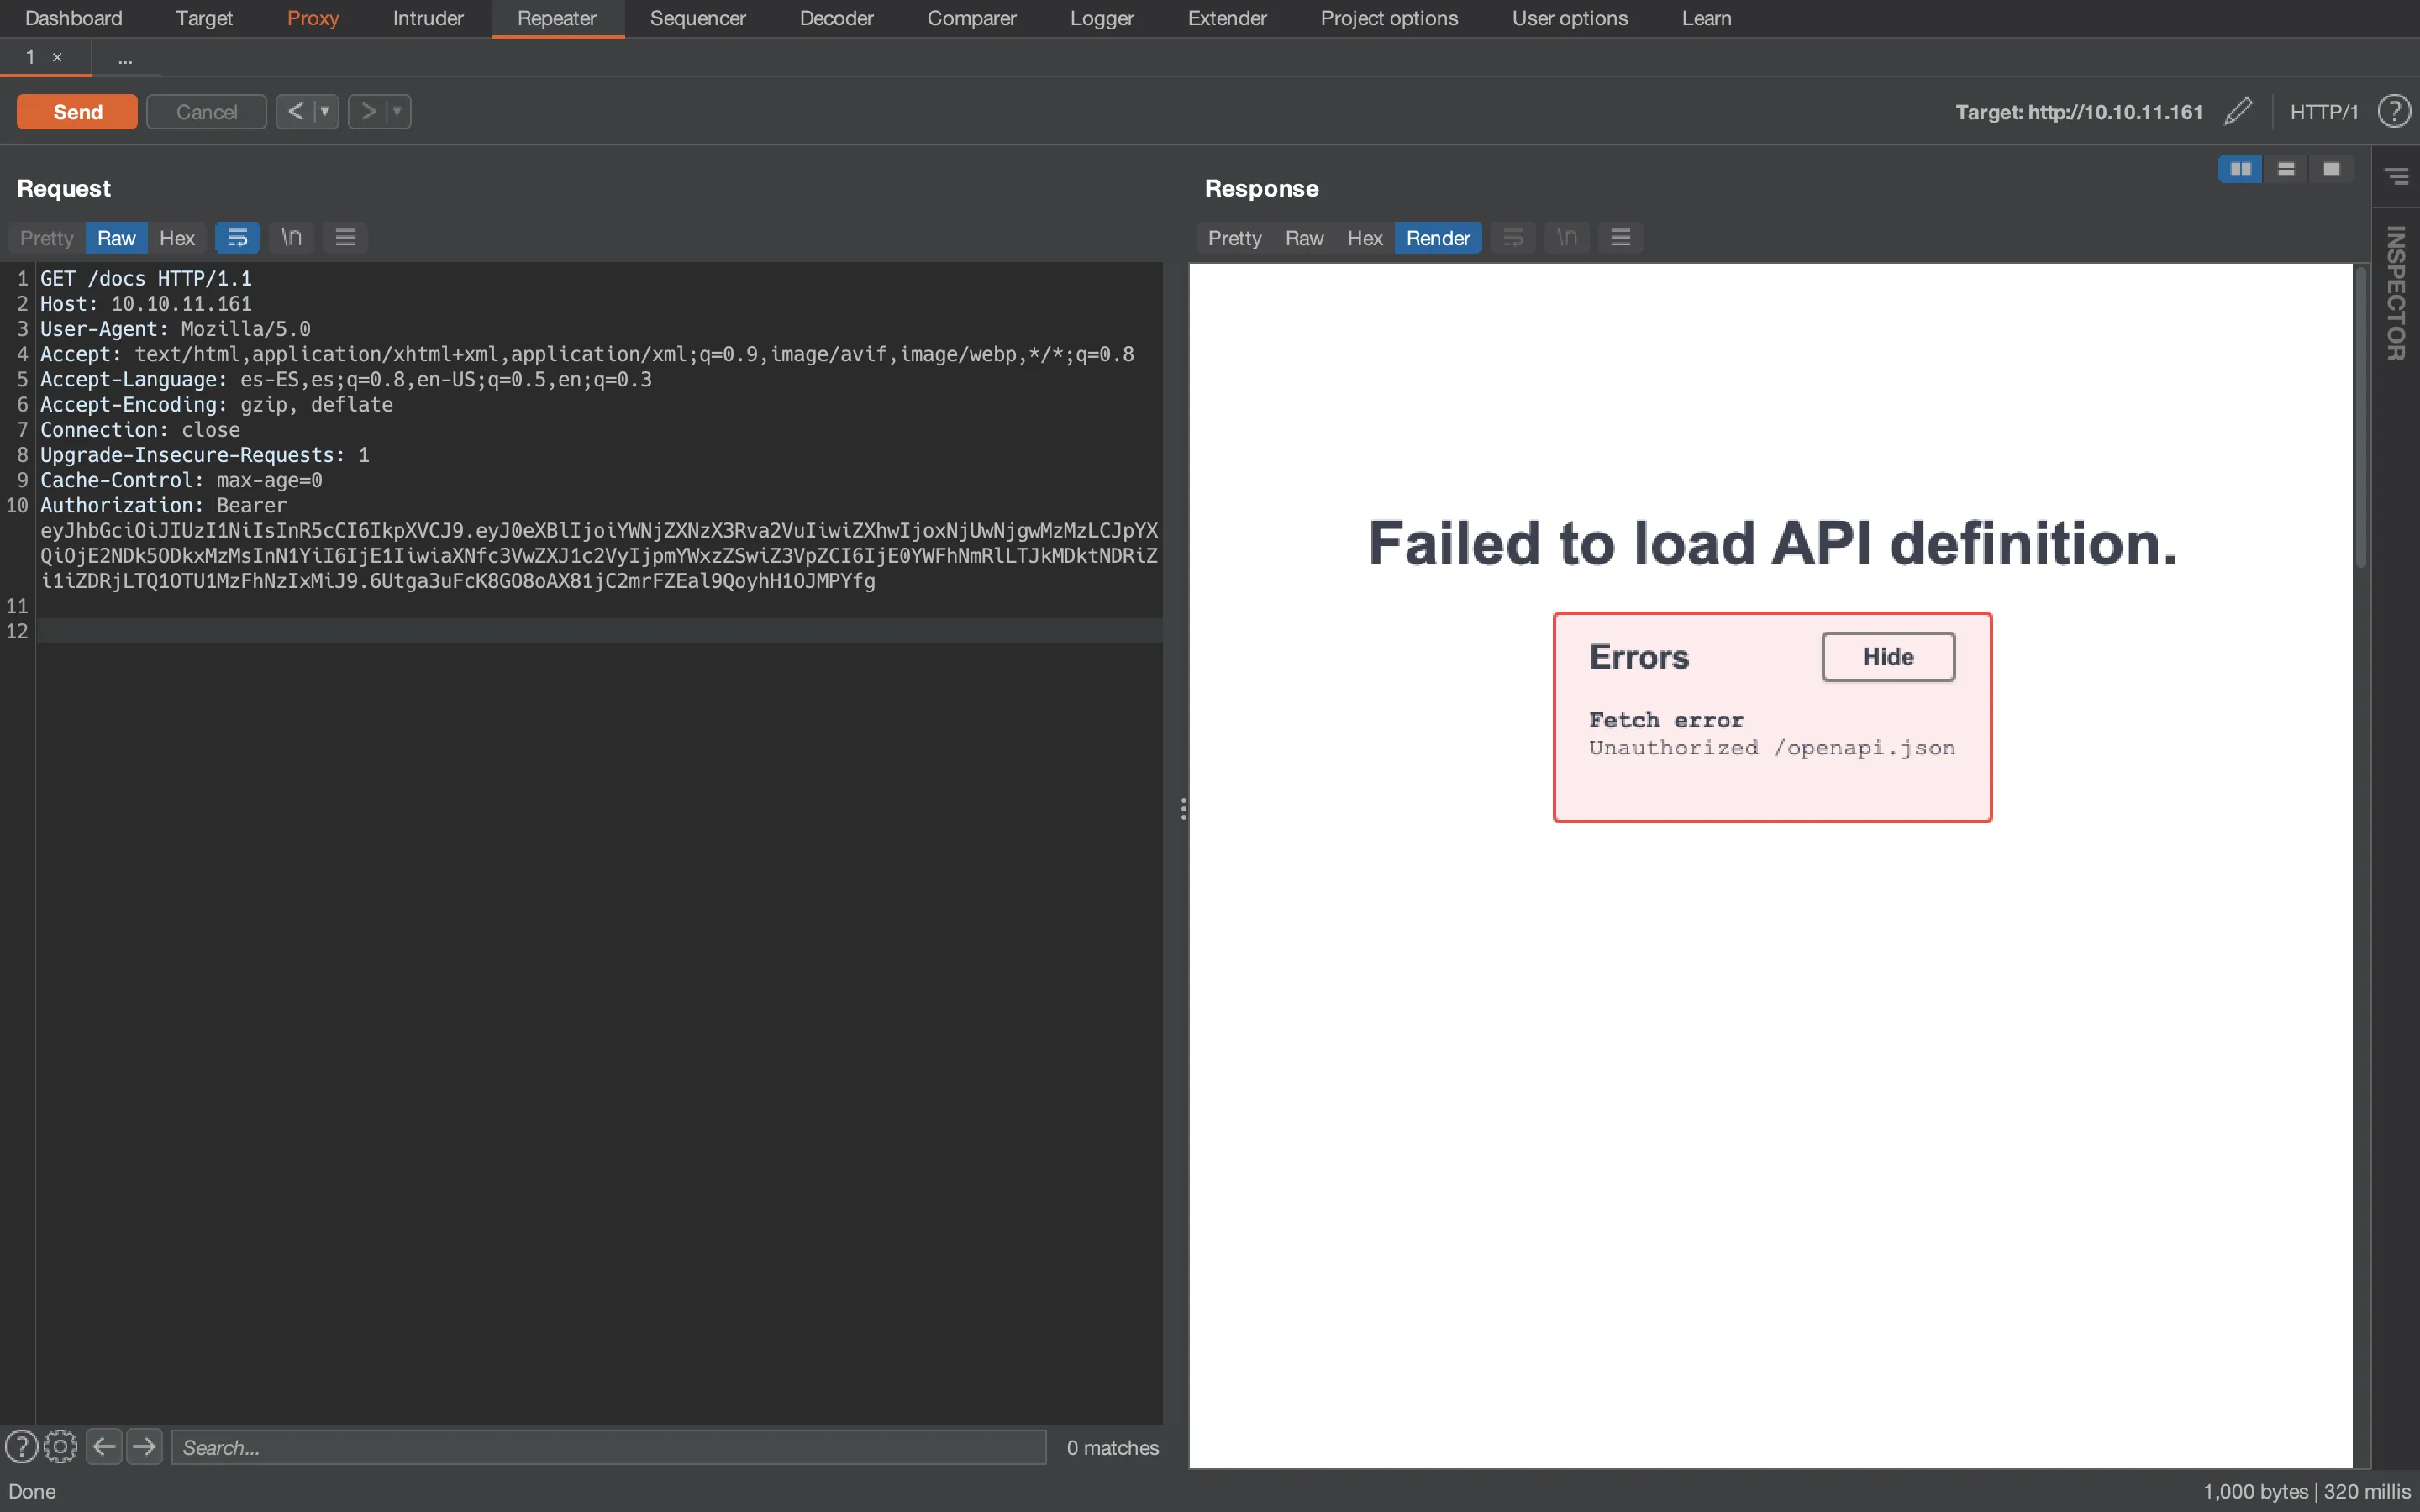 Dashboard Target Proxy Intruder Repeater Sequencer Decoder Comparer Logger Extender Project options User options Learn
1 × ...
Send Cancel < ▼ > ▼ Target: http://10.10.11.161 HTTP/1 ?
Request
Pretty Raw Hex \n
1 GET /docs HTTP/1.1
2 Host: 10.10.11.161
3 User-Agent: Mozilla/5.0
4 Accept: text/html,application/xhtml+xml,application/xml;q=0.9,image/avif,image/webp,*/*;q=0.8
5 Accept-Language: es-ES,es;q=0.8,en-US;q=0.5,en;q=0.3
6 Accept-Encoding: gzip, deflate
7 Connection: close
8 Upgrade-Insecure-Requests: 1
9 Cache-Control: max-age=0
10 Authorization: Bearer
eyJhbGciOiJIUzI1NiIsInR5cCI6IkpXVCJ9.eyJ0eXBlIjoiYWNjZXNzX3Rva2VuIiwiZXhwIjoxNjUwNjgwMzMzLCJpYX
QiOjE2NDk5ODkxMzMsInN1YiI6IjE1IiwiaXNfc3VwZXJ1c2VyIjpmYWxzZSwiZ3VpZCI6IjE0YWFhNmRlLTJkMDktNDRiZ
i1iZDRjLTQ1OTU1MzFhNzIxMiJ9.6Utga3uFcK8GO8oAX81jC2mrFZEal9QoyhH1OJMPYfg
11
12
Response
Pretty Raw Hex Render \n
Failed to load API definition.
Errors Hide
Fetch error
Unauthorized /openapi.json
INSPECTOR
? Search... 0 matches
Done 1,000 bytes | 320 millis